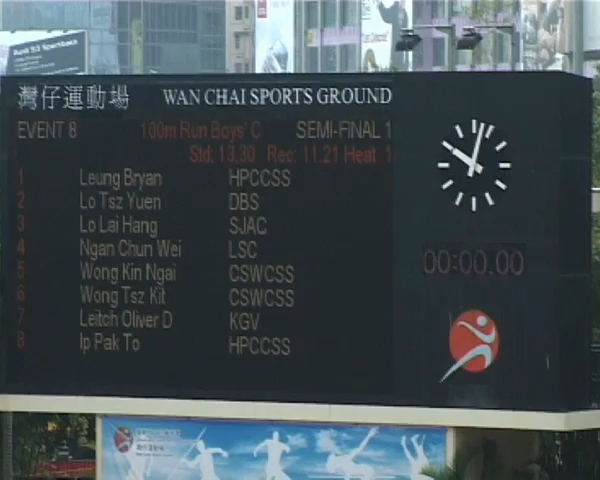 灣仔運動場 WAN CHAI SPORTS GROUND
EVENT 8 100m Run Boys' C SEMI-FINAL 1
Std: 13.30 Rec: 11.21 Heat 1
1 Leung Bryan HPCCSS
2 Lo Tsz Yuen DBS
3 Lo Lai Hang SJAC
4 Ngan Chun Wei LSC
5 Wong Kin Ngai CSWCSS
6 Wong Tsz Kit CSWCSS
7 Leitch Oliver D KGV
8 Ip Pak To HPCCSS
00:00.00